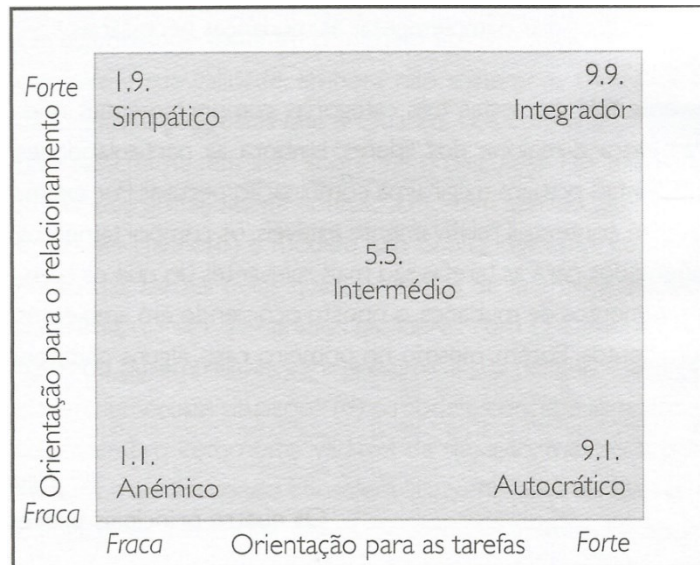 Forte
1.9.
Simpático
9.9.
Integrador
Orientação para o relacionamento
5.5.
Intermédio
1.1.
Anémico
9.1.
Autocrático
Fraca
Fraca
Orientação para as tarefas
Forte